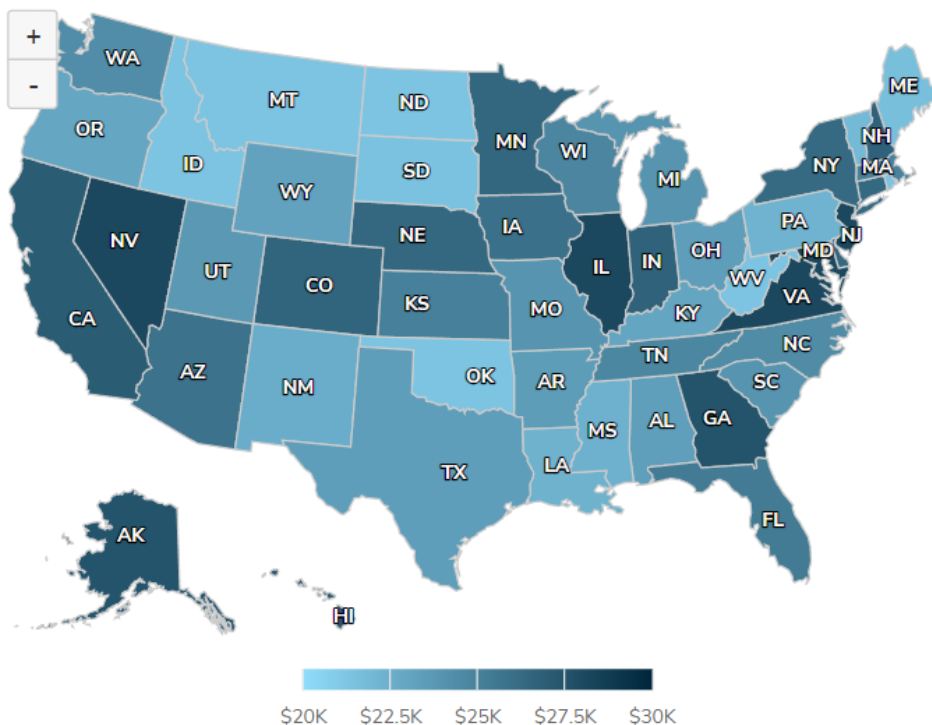 +
-
WA
MT
ND
ME
OR
MN
NH
ID
SD
WI
NY
MA
WY
MI
NE
IA
PA
NV
UT
CO
IL
IN
OH
NJ
MD
WV
VA
CA
KS
MO
KY
AZ
NM
OK
TN
NC
AR
SC
MS
AL
GA
TX
LA
FL
AK
HI
$20K $22.5K $25K $27.5K $30K